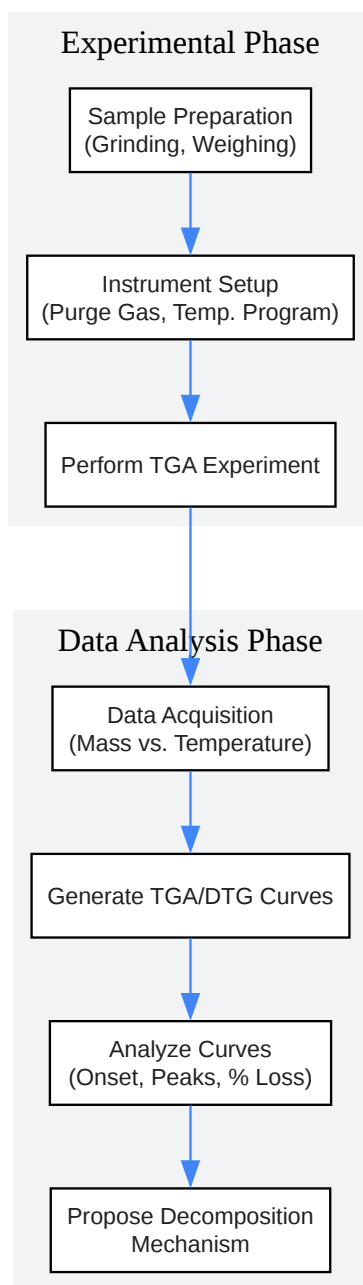 Experimental Phase
Sample Preparation
(Grinding, Weighing)
Instrument Setup
(Purge Gas, Temp. Program)
Perform TGA Experiment
Data Analysis Phase
Data Acquisition
(Mass vs. Temperature)
Generate TGA/DTG Curves
Analyze Curves
(Onset, Peaks, % Loss)
Propose Decomposition
Mechanism